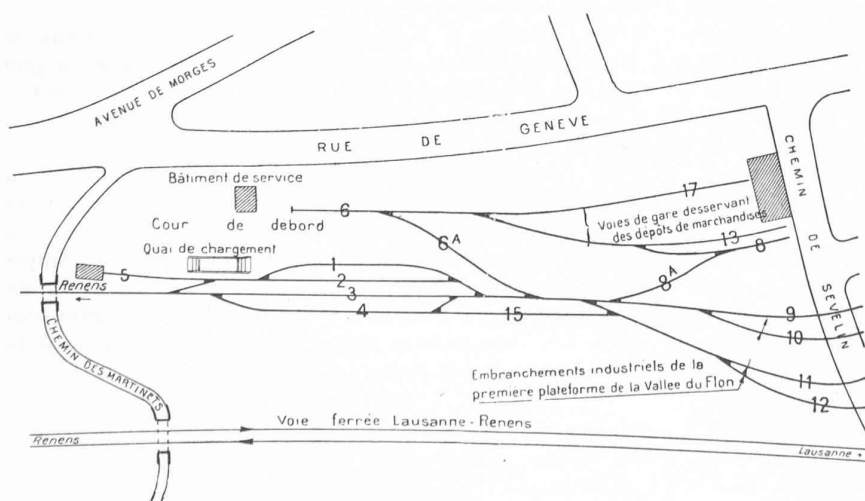 AVENUE DE MORGES
RUE DE GENEVE
CHEMIN DE SEVELIN
Bâtiment de service
17
6
Voies de gare desservant
des dépôts de marchandises
Cour de debord
13
8
6A
Quai de chargement
1
8A
5
2
Renens
3
4
15
9
10
CHEMIN DES MARTINETS
Embranchements industriels de la
premiere plateforme de la Vallee du Flon
11
12
Voie ferrée Lausanne-Renens
Renens
Lausanne